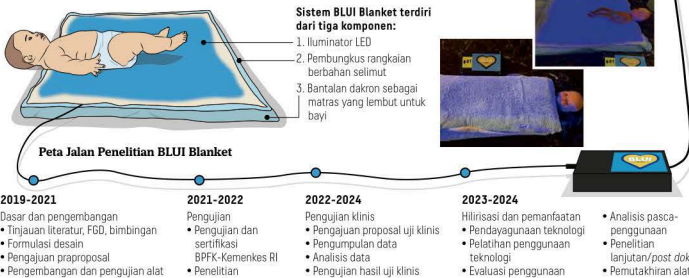 Sistem BLUI Blanket terdiri
dari tiga komponen:
1. Iluminator LED
2. Pembungkus rangkaian
berbahan selimut
3. Bantalan dakron sebagai
matras yang lembut untuk
bayi
Peta Jalan Penelitian BLUI Blanket
BLUI
2019-2021
Dasar dan pengembangan
• Tinjauan literatur, FGD, bimbingan
• Formulasi desain
• Pengajuan praproposal
• Pengembangan dan pengujian alat
2021-2022
Pengujian
• Pengujian dan
sertifikasi
BPFK-Kemenkes RI
• Penelitian
2022-2024
Pengujian klinis
• Pengajuan proposal uji klinis
• Pengumpulan data
• Analisis data
• Pengujian hasil uji klinis
2023-2024
Hilirisasi dan pemanfaatan
• Pendayagunaan teknologi
• Pelatihan penggunaan
teknologi
• Evaluasi penggunaan
• Analisis pasca-
penggunaan
• Penelitian
lanjutan/post dok
• Pemutakhiran alat